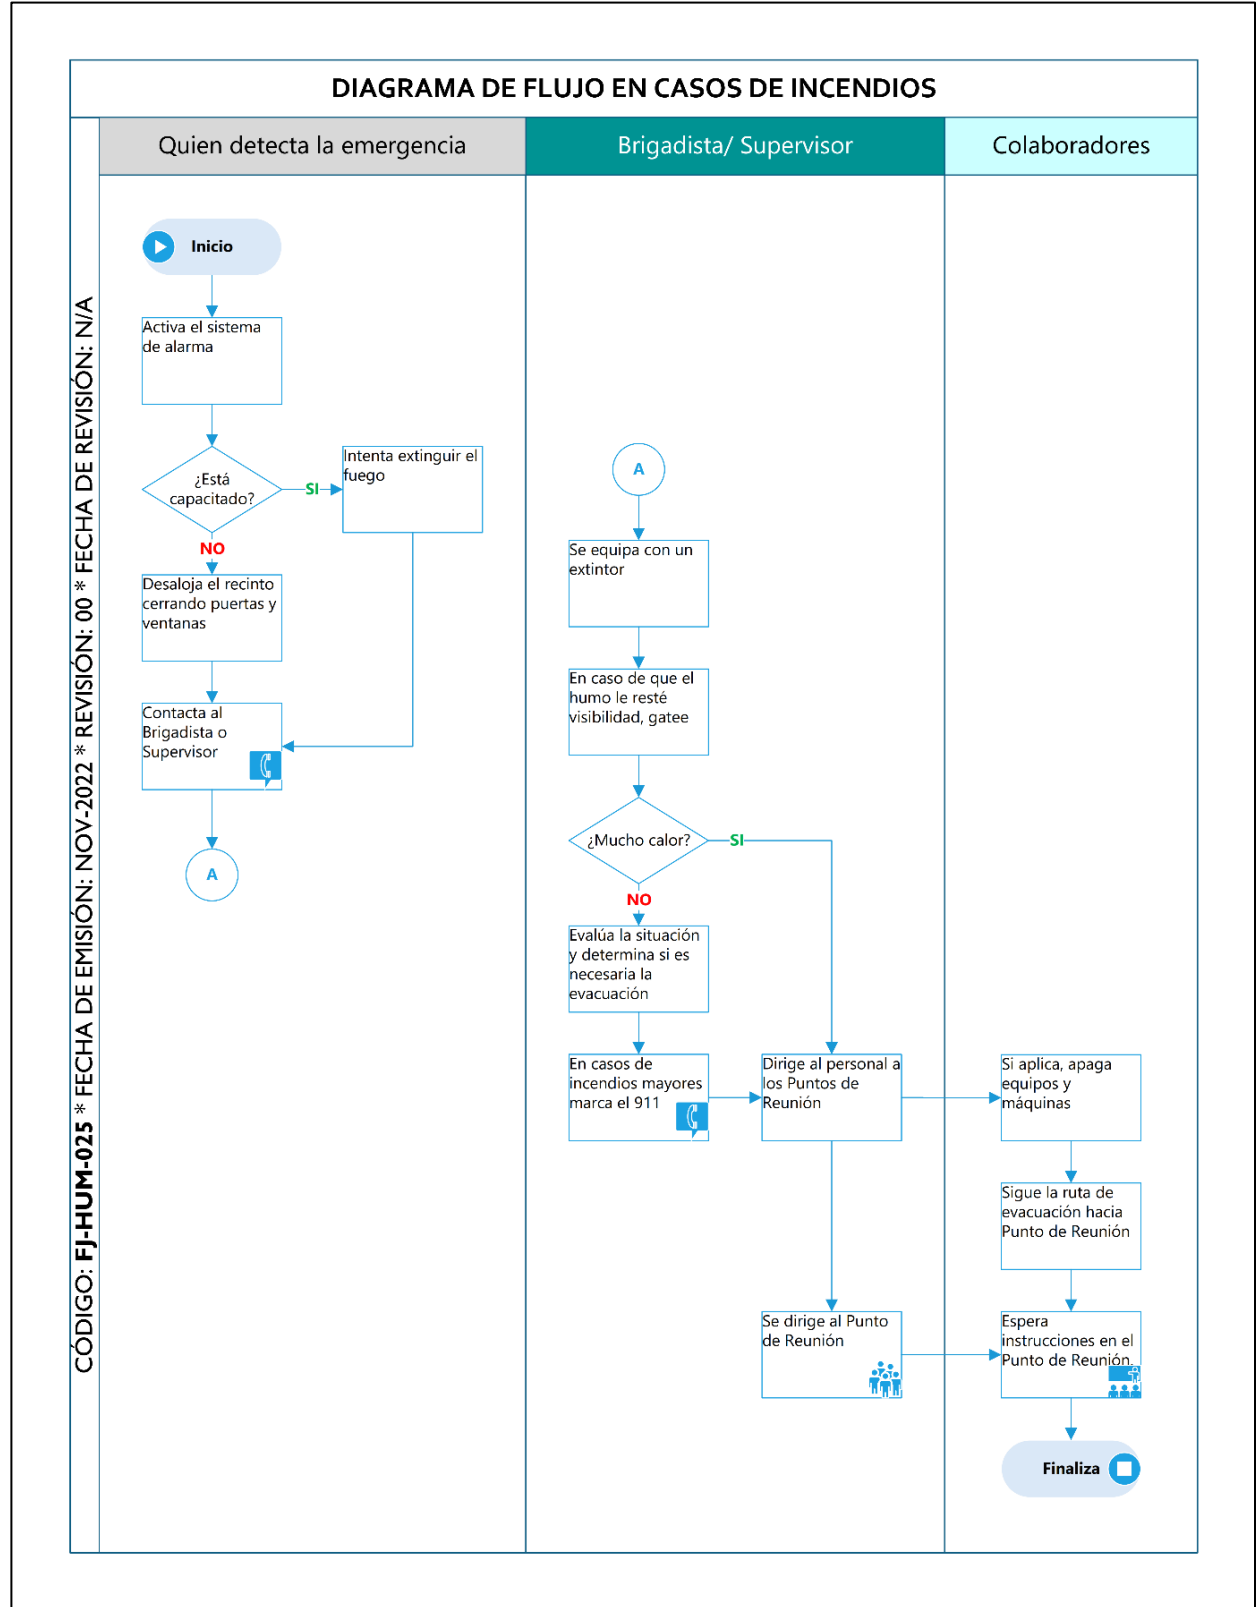 DIAGRAMA DE FLUJO EN CASOS DE INCENDIOS
CÓDIGO: FJ-HUM-025 * FECHA DE EMISIÓN: NOV-2022 * REVISIÓN: 00 * FECHA DE REVISIÓN: N/A
Quien detecta la emergencia
Inicio
Activa el sistema
de alarma
¿Está
capacitado?
SI
Intenta extinguir el
fuego
NO
Desaloja el recinto
cerrando puertas y
ventanas
Contacta al
Brigadista o
Supervisor
A
Brigadista/ Supervisor
A
Se equipa con un
extintor
En caso de que el
humo le resté
visibilidad, gatee
¿Mucho calor?
SI
NO
Evalúa la situación
y determina si es
necesaria la
evacuación
En casos de
incendios mayores
marca el 911
Dirige al personal a
los Puntos de
Reunión
Se dirige al Punto
de Reunión
Colaboradores
Si aplica, apaga
equipos y
máquinas
Sigue la ruta de
evacuación hacia
Punto de Reunión
Espera
instrucciones en el
Punto de Reunión.
Finaliza